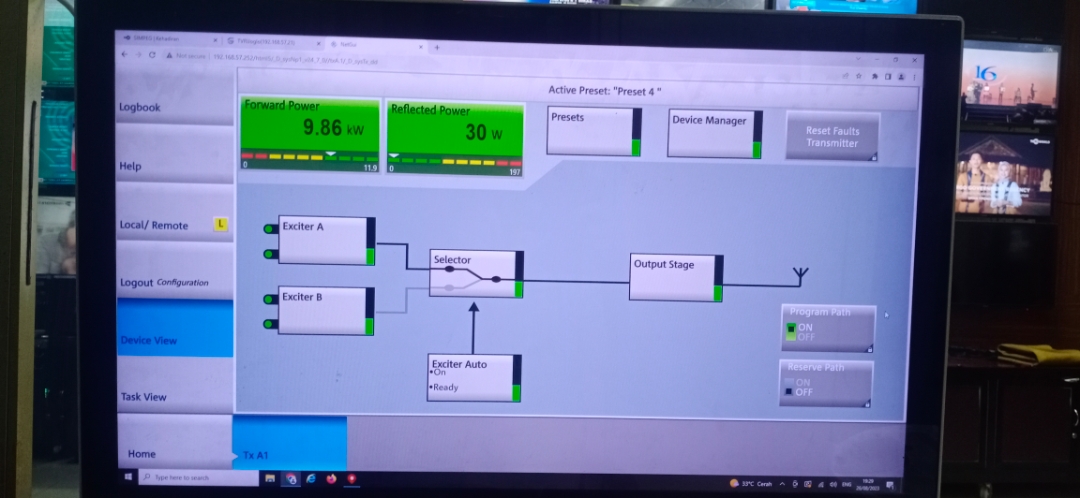 NetGui
Not secure
Active Preset: "Preset 4 "
Logbook
Help
Local/ Remote L
Logout Configuration
Device View
Task View
Home
Tx A1
Forward Power
9.86 kW
0 11.9
Reflected Power
30 W
0 197
Presets
Device Manager
Reset Faults
Transmitter
Exciter A
Exciter B
Selector
Output Stage
Exciter Auto
•On
•Ready
Program Path
ON
OFF
Reserve Path
ON
OFF
Type here to search
33°C Cerah
ENG
16